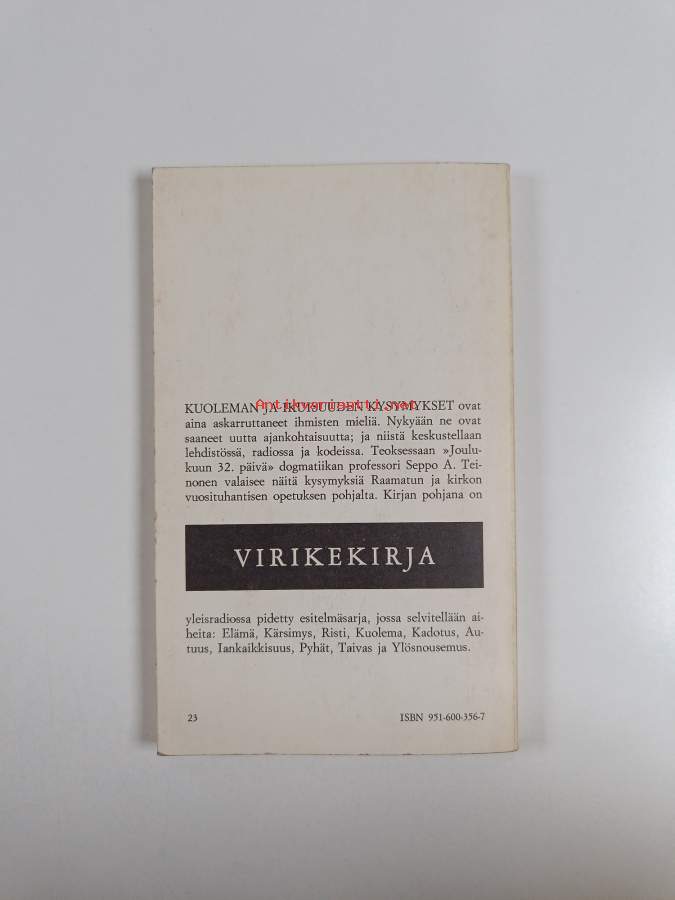 KUOLEMAN JA IKUISUUDEN KYSYMYKSET ovat
Antikvariaatti.net
aina askarruttaneet ihmisten mieliä. Nykyään ne ovat
saaneet uutta ajankohtaisuutta; ja niistä keskustellaan
lehdistössä, radiossa ja kodeissa. Teoksessaan »Joulu-
kuun 32. päivä» dogmatiikan professori Seppo A. Tei-
nonen valaisee näitä kysymyksiä Raamatun ja kirkon
vuosituhantisen opetuksen pohjalta. Kirjan pohjana on
VIRIKEKIRJA
yleisradiossa pidetty esitelmäsarja, jossa selvitellään ai-
heita: Elämä, Kärsimys, Risti, Kuolema, Kadotus, Au-
tuus, Iankaikkisuus, Pyhät, Taivas ja Ylösnousemus.
23
ISBN 951-600-356-7